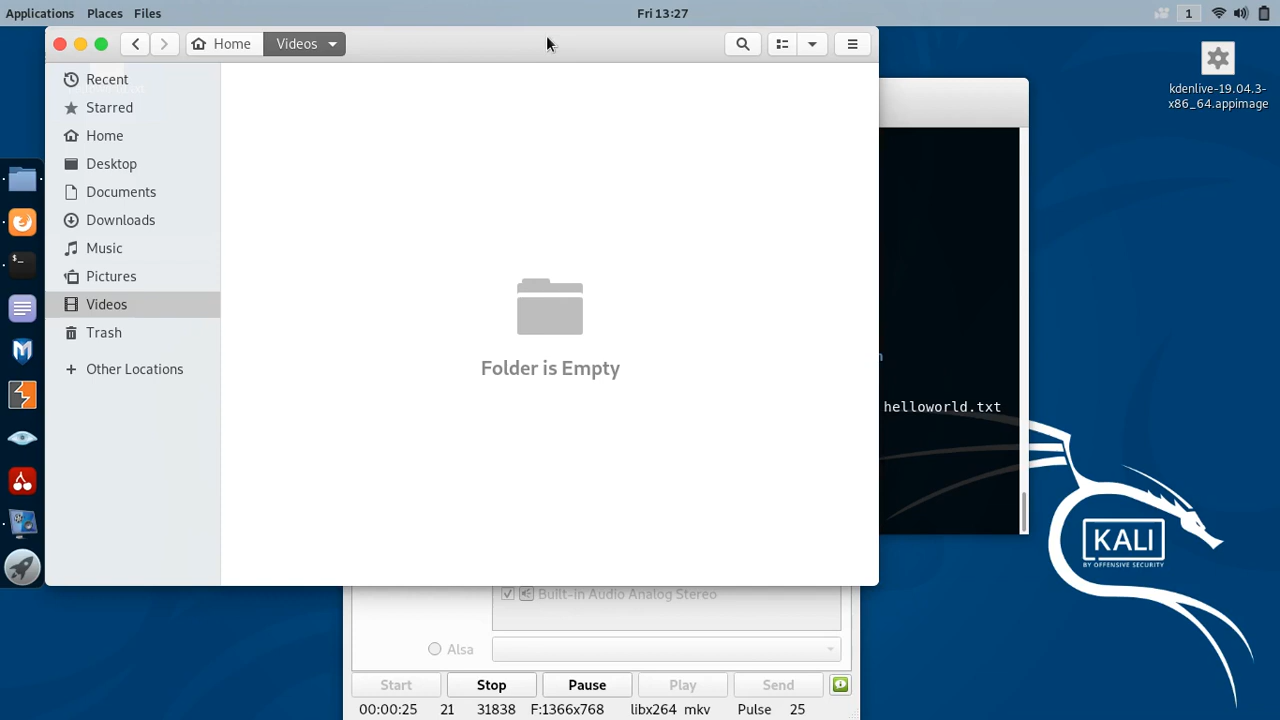 Applications Places Files Fri 13:27 1
Home Videos
Recent
Starred
Home
Desktop
Documents
Downloads
Music
Pictures
Videos
Trash
+ Other Locations
Folder is Empty
helloworld.txt
kdenlive-19.04.3-
x86_64.appimage
$_
KALI
BY OFFENSIVE SECURITY
Built-in Audio Analog Stereo
Alsa
Start Stop Pause Play Send
00:00:25 21 31838 F:1366x768 libx264 mkv Pulse 25